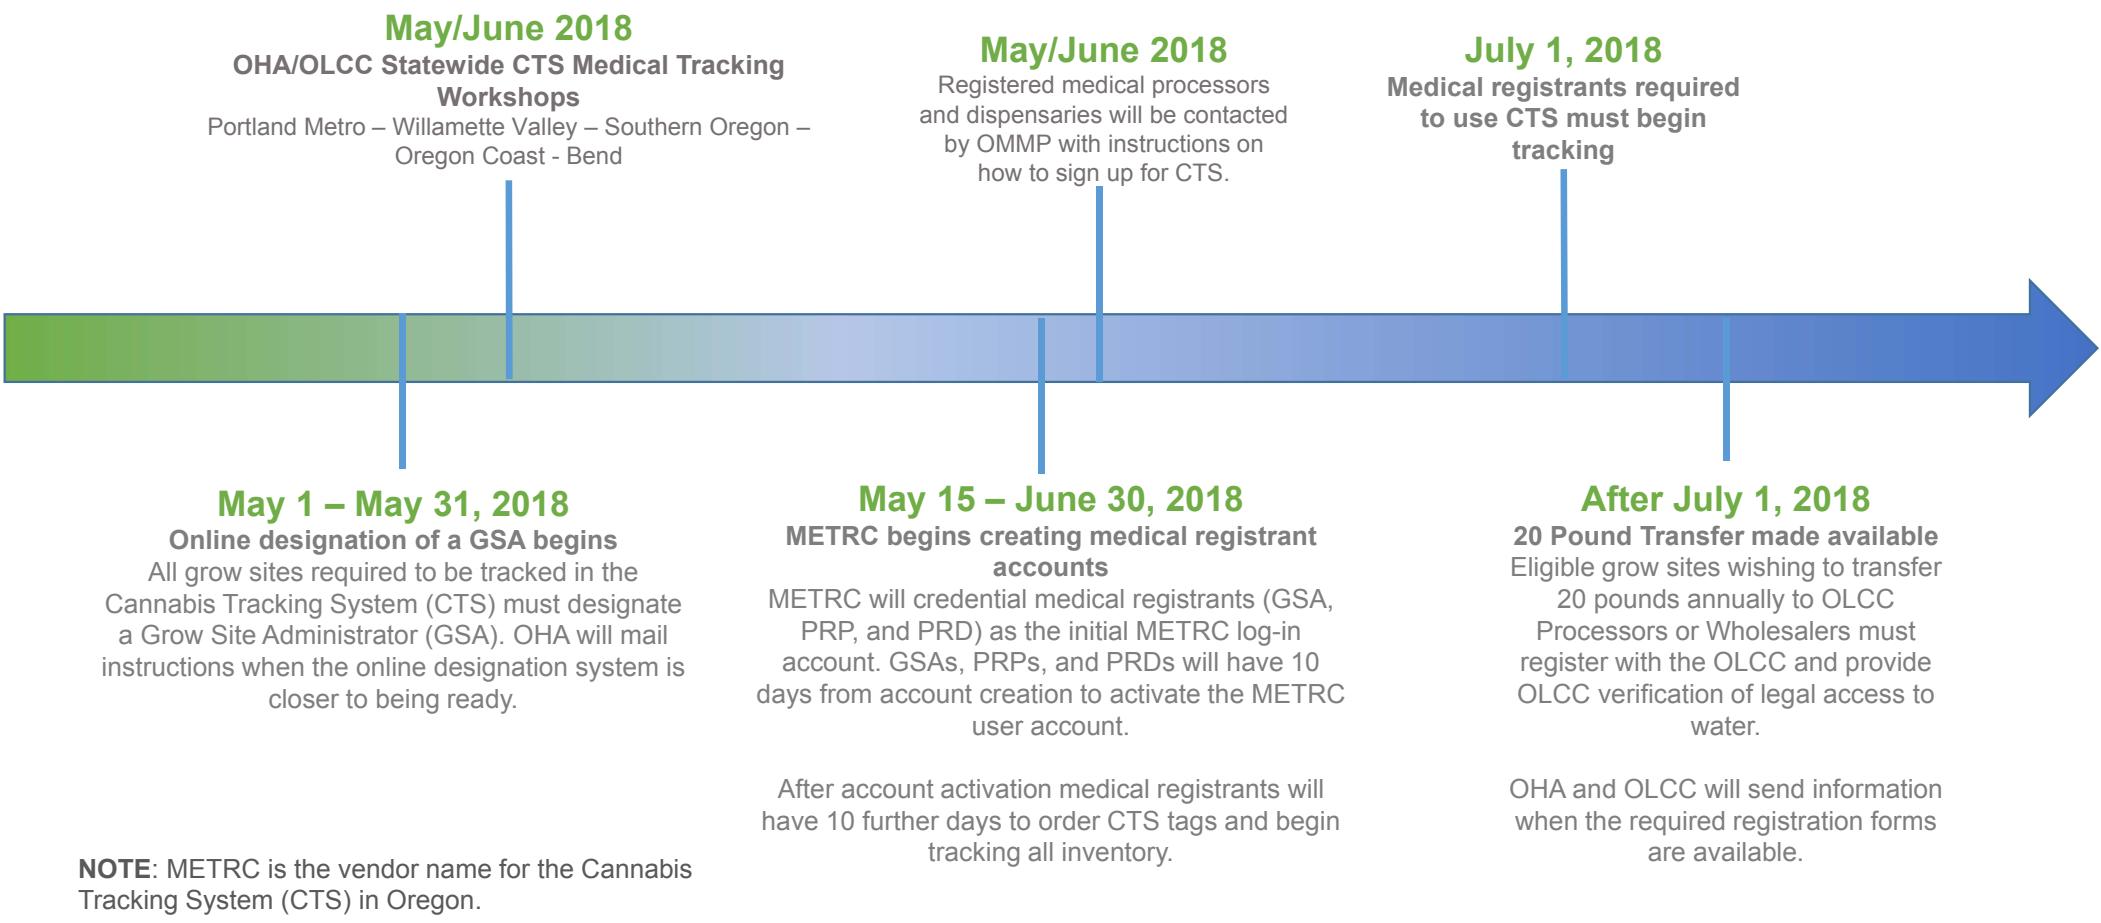 May/June 2018
OHA/OLCC Statewide CTS Medical Tracking
Workshops
Portland Metro – Willamette Valley – Southern Oregon –
Oregon Coast - Bend
May/June 2018
Registered medical processors
and dispensaries will be contacted
by OMMP with instructions on
how to sign up for CTS.
July 1, 2018
Medical registrants required
to use CTS must begin
tracking
May 1 – May 31, 2018
Online designation of a GSA begins
All grow sites required to be tracked in the
Cannabis Tracking System (CTS) must designate
a Grow Site Administrator (GSA). OHA will mail
instructions when the online designation system is
closer to being ready.
May 15 – June 30, 2018
METRC begins creating medical registrant
accounts
METRC will credential medical registrants (GSA,
PRP, and PRD) as the initial METRC log-in
account. GSAs, PRPs, and PRDs will have 10
days from account creation to activate the METRC
user account.
After account activation medical registrants will
have 10 further days to order CTS tags and begin
tracking all inventory.
After July 1, 2018
20 Pound Transfer made available
Eligible grow sites wishing to transfer
20 pounds annually to OLCC
Processors or Wholesalers must
register with the OLCC and provide
OLCC verification of legal access to
water.
OHA and OLCC will send information
when the required registration forms
are available.
NOTE: METRC is the vendor name for the Cannabis
Tracking System (CTS) in Oregon.